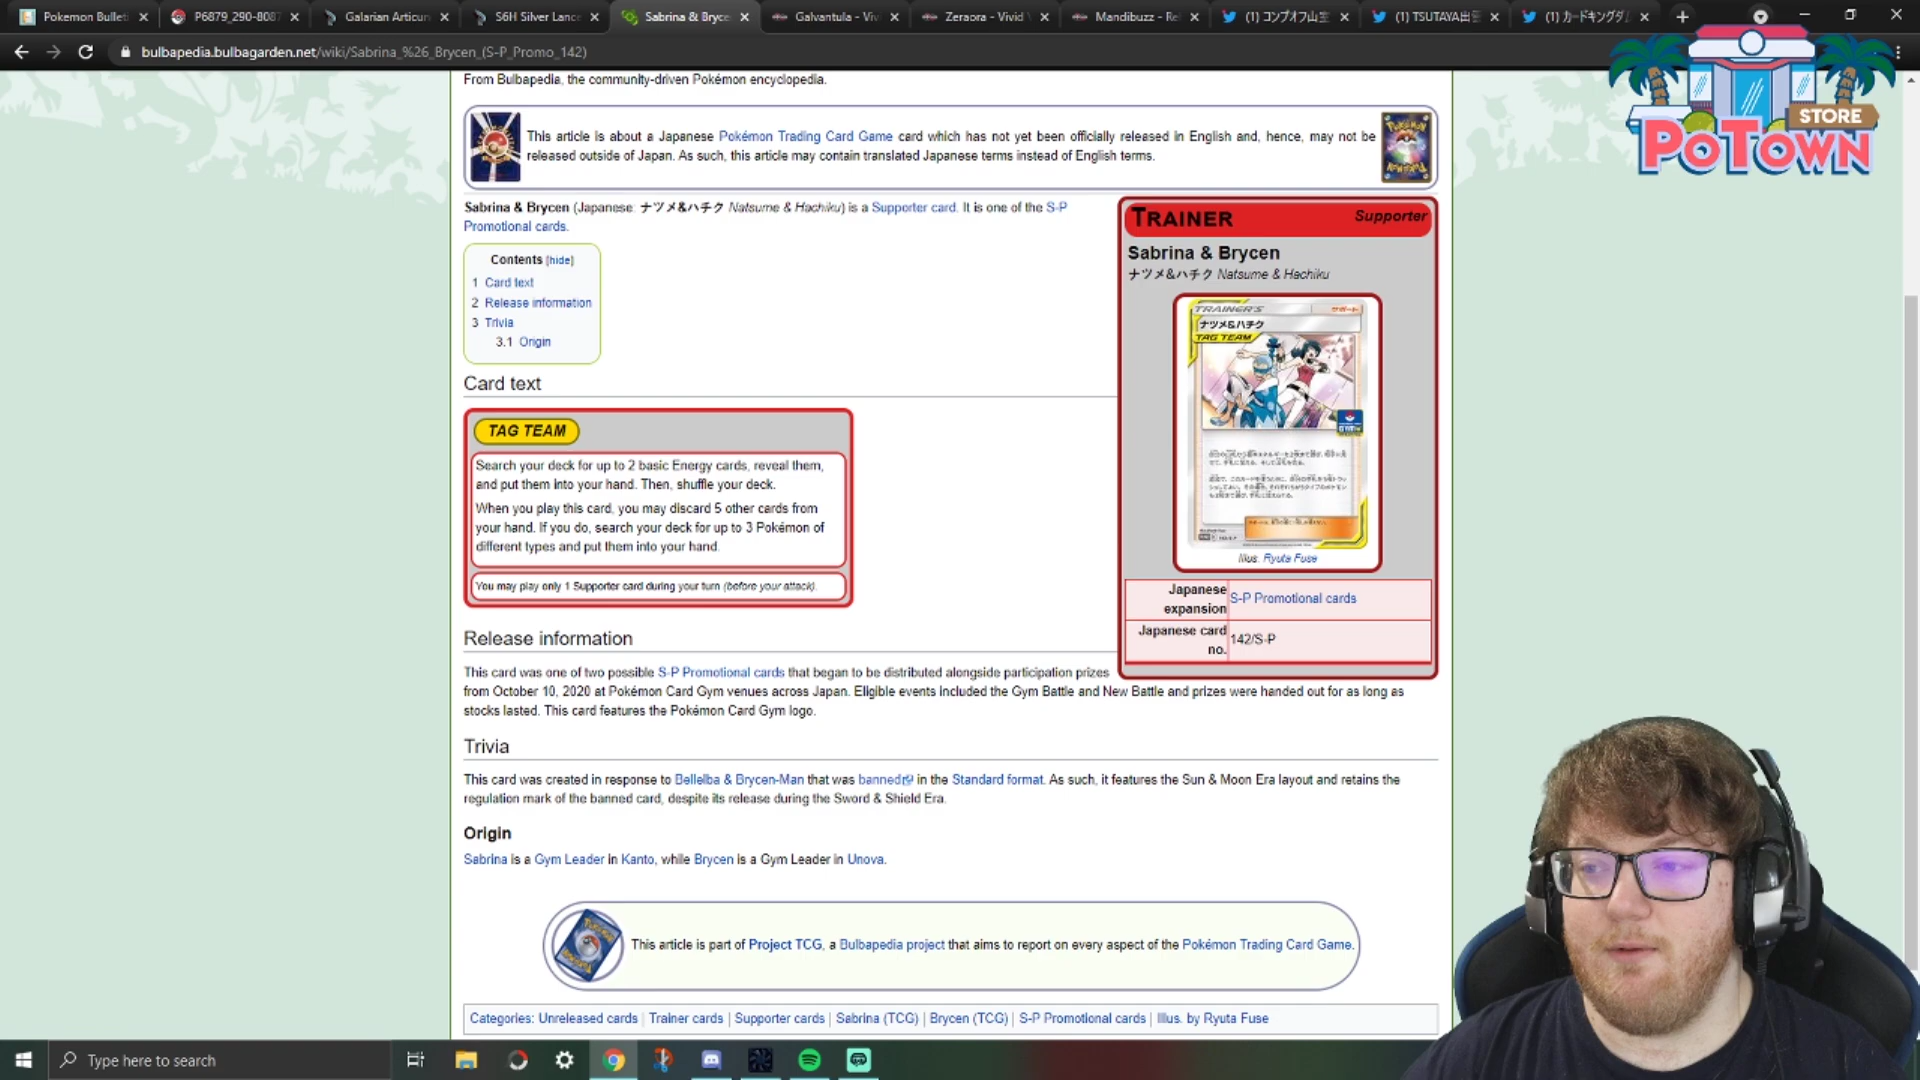 Pokemon Bulleti
P6879_290-8087
Galarian Articun
S6H Silver Lance
Sabrina & Bryce
Galvantula - Viv
Zeraora - Vivid
Mandibuzz - Re
(1) コンプオフ山
(1) TSUTAYA出
(1) カードキングダ
bulbapedia.bulbagarden.net/wiki/Sabrina_%26_Brycen_(S-P_Promo_142)
STORE
PoTown
From Bulbapedia, the community-driven Pokémon encyclopedia.
This article is about a Japanese Pokémon Trading Card Game card which has not yet been officially released in English and, hence, may not be
released outside of Japan. As such, this article may contain translated Japanese terms instead of English terms.
Sabrina & Brycen (Japanese: ナツメ&ハチク Natsume & Hachiku) is a Supporter card. It is one of the S-P
Promotional cards.
Contents [hide]
1 Card text
2 Release information
3 Trivia
3.1 Origin
TRAINER
Supporter
Sabrina & Brycen
ナツメ&ハチク Natsume & Hachiku
TRAINER'S
サポート
ナツメ&ハチク
TAG TEAM
Illus. Ryuta Fuse
Japanese expansion
S-P Promotional cards
Japanese card no.
142/S-P
Card text
TAG TEAM
Search your deck for up to 2 basic Energy cards, reveal them,
and put them into your hand. Then, shuffle your deck.
When you play this card, you may discard 5 other cards from
your hand. If you do, search your deck for up to 3 Pokémon of
different types and put them into your hand.
You may play only 1 Supporter card during your turn (before your attack).
Release information
This card was one of two possible S-P Promotional cards that began to be distributed alongside participation prizes
from October 10, 2020 at Pokémon Card Gym venues across Japan. Eligible events included the Gym Battle and New Battle and prizes were handed out for as long as
stocks lasted. This card features the Pokémon Card Gym logo.
Trivia
This card was created in response to Bellelba & Brycen-Man that was banned in the Standard format. As such, it features the Sun & Moon Era layout and retains the
regulation mark of the banned card, despite its release during the Sword & Shield Era.
Origin
Sabrina is a Gym Leader in Kanto, while Brycen is a Gym Leader in Unova.
This article is part of Project TCG, a Bulbapedia project that aims to report on every aspect of the Pokémon Trading Card Game.
Categories: Unreleased cards | Trainer cards | Supporter cards | Sabrina (TCG) | Brycen (TCG) | S-P Promotional cards | Illus. by Ryuta Fuse
Type here to search